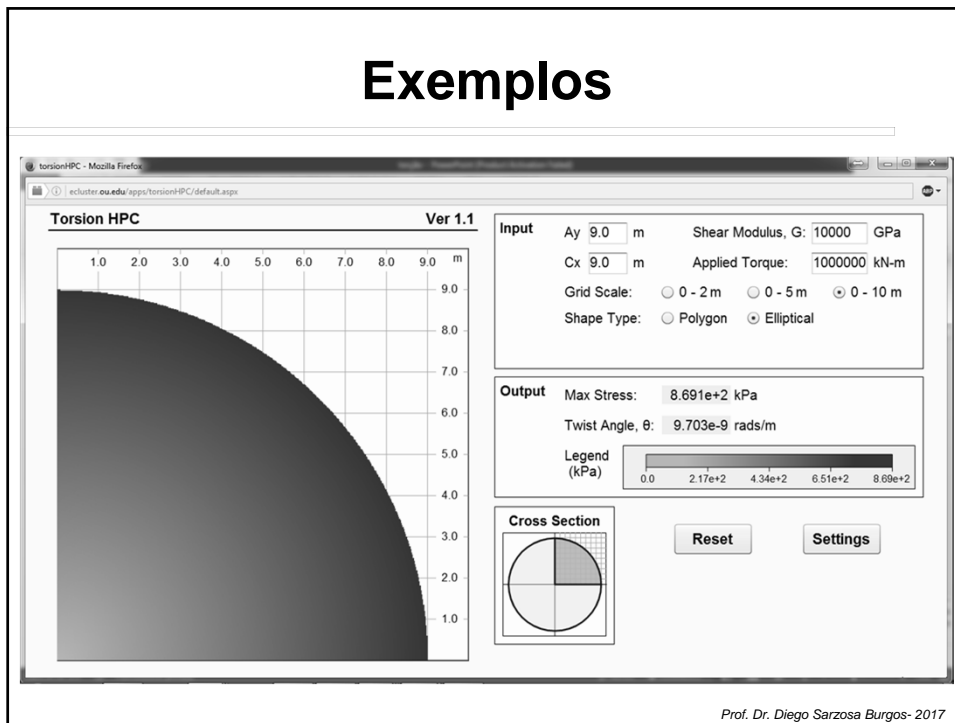 Exemplos
torsionHPC - Mozilla Firefox
ecluster.ou.edu/apps/torsionHPC/default.aspx
ABP
Torsion HPC Ver 1.1
1.0 2.0 3.0 4.0 5.0 6.0 7.0 8.0 9.0 m
9.0
8.0
7.0
6.0
5.0
4.0
3.0
2.0
1.0
Input
Ay 9.0 m Shear Modulus, G: 10000 GPa
Cx 9.0 m Applied Torque: 1000000 kN-m
Grid Scale: 0 - 2 m 0 - 5 m 0 - 10 m
Shape Type: Polygon Elliptical
Output
Max Stress: 8.691e+2 kPa
Twist Angle, θ: 9.703e-9 rads/m
Legend
(kPa)
0.0 2.17e+2 4.34e+2 6.51e+2 8.69e+2
Cross Section
Reset Settings
Prof. Dr. Diego Sarzosa Burgos- 2017